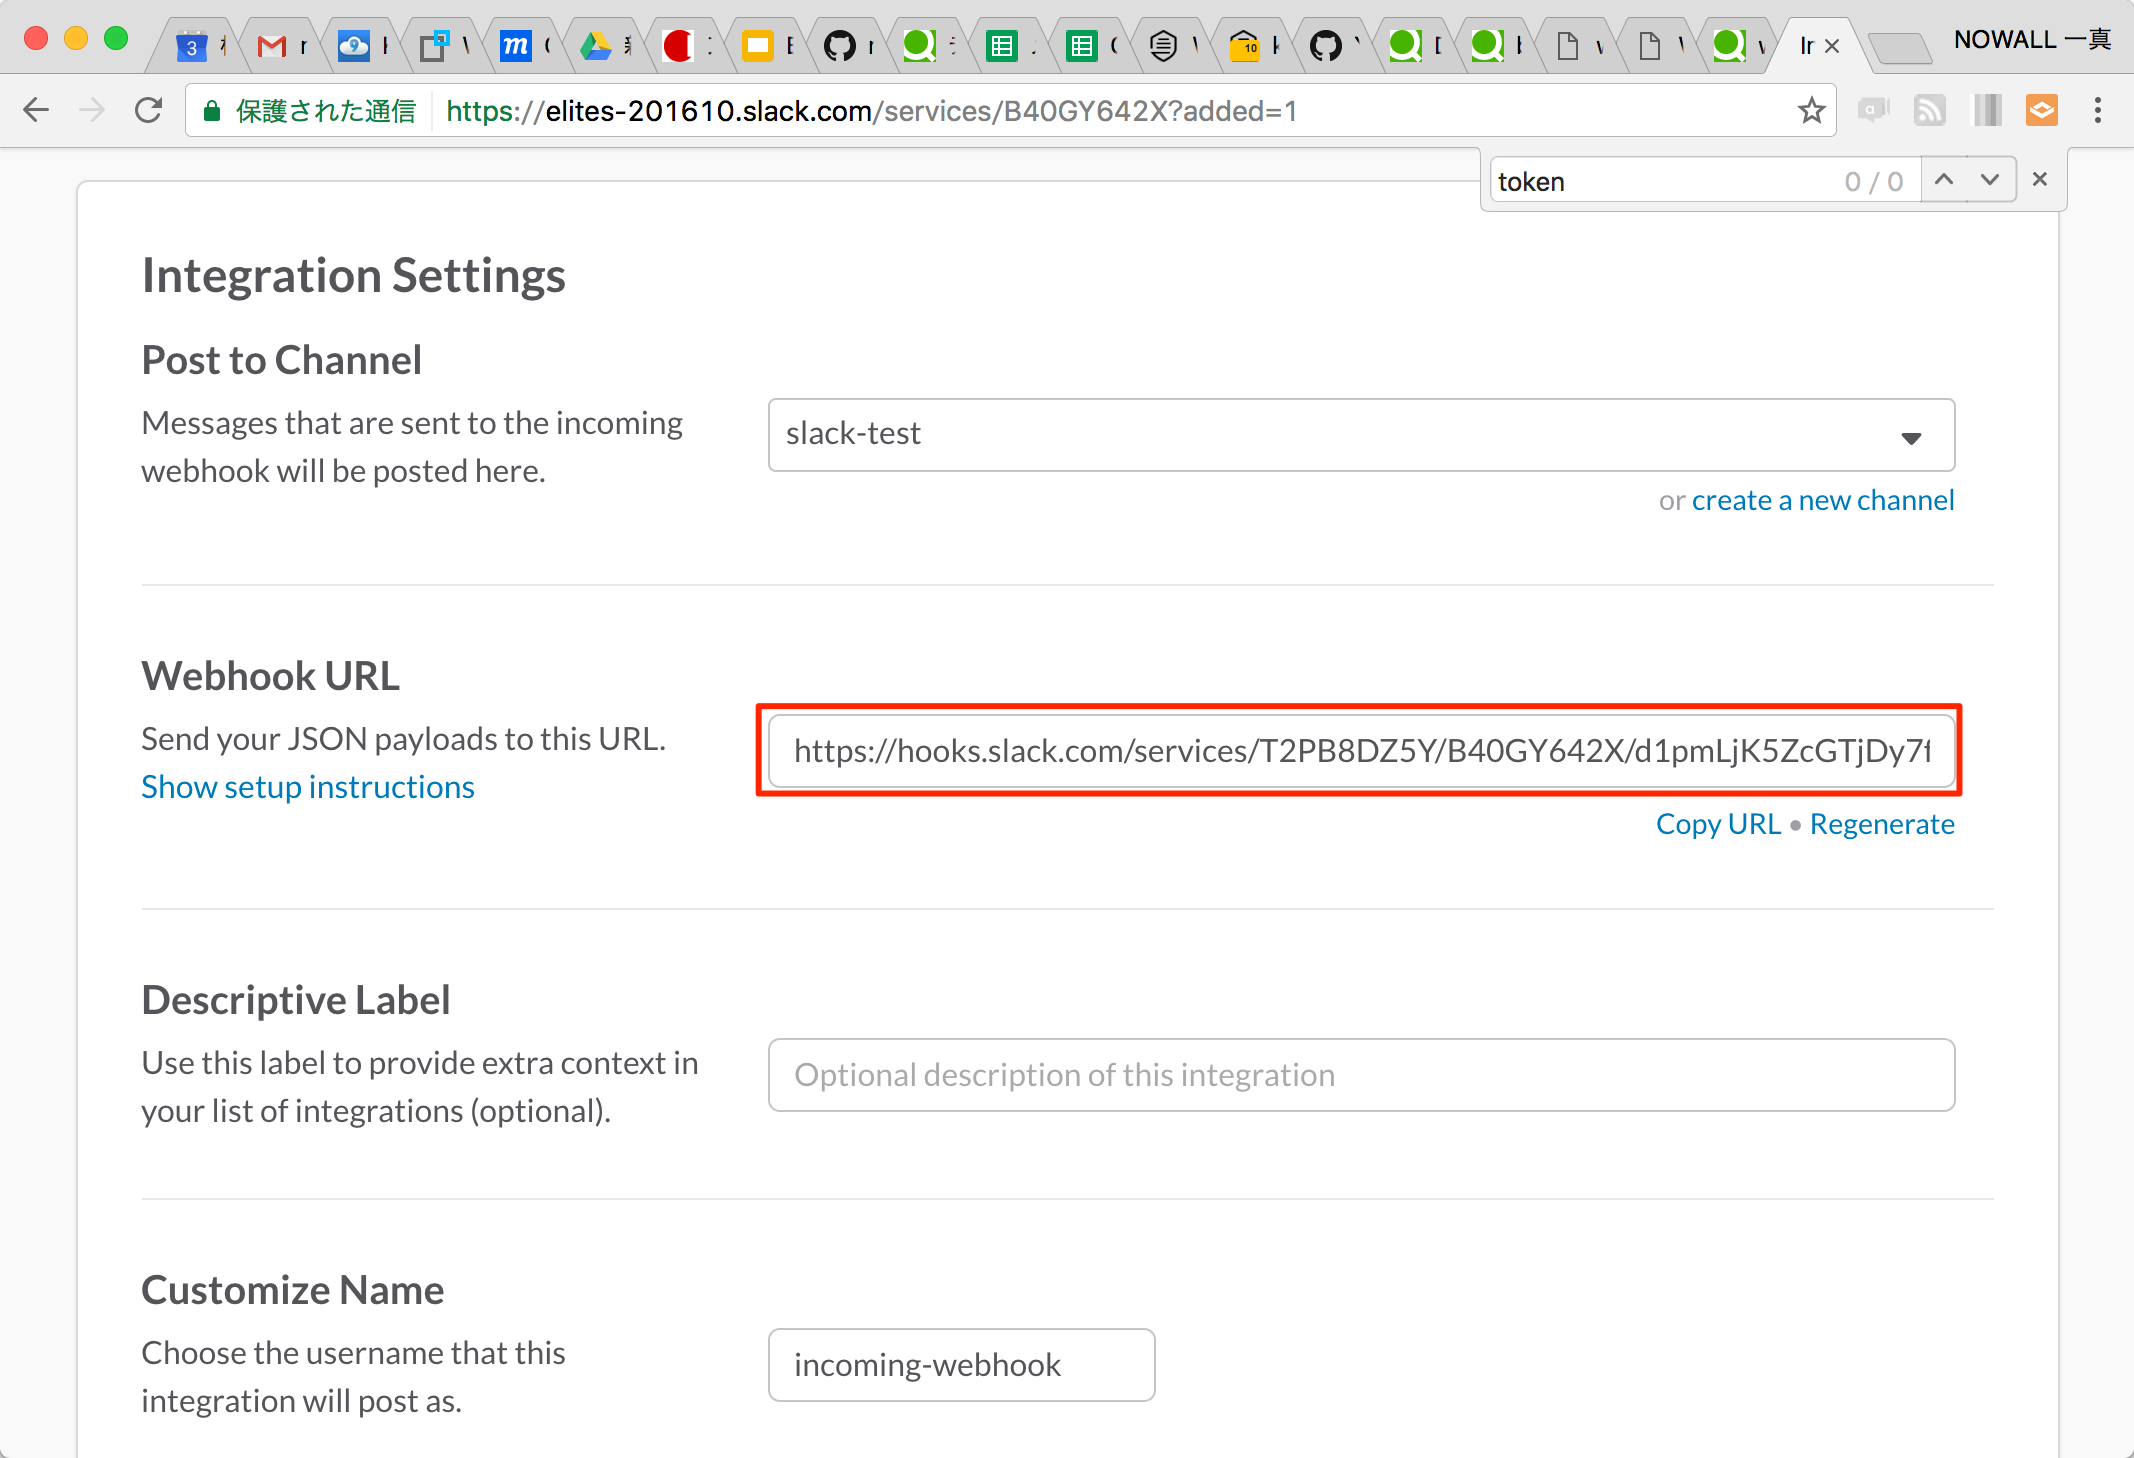 NOWALL 一真
保護された通信 https://elites-201610.slack.com/services/B40GY642X?added=1
token 0 / 0
Integration Settings
Post to Channel
Messages that are sent to the incoming
webhook will be posted here.
slack-test
or create a new channel
Webhook URL
Send your JSON payloads to this URL.
Show setup instructions
https://hooks.slack.com/services/T2PB8DZ5Y/B40GY642X/d1pmLjK5ZcGTjDy7f
Copy URL • Regenerate
Descriptive Label
Use this label to provide extra context in
your list of integrations (optional).
Optional description of this integration
Customize Name
Choose the username that this
integration will post as.
incoming-webhook